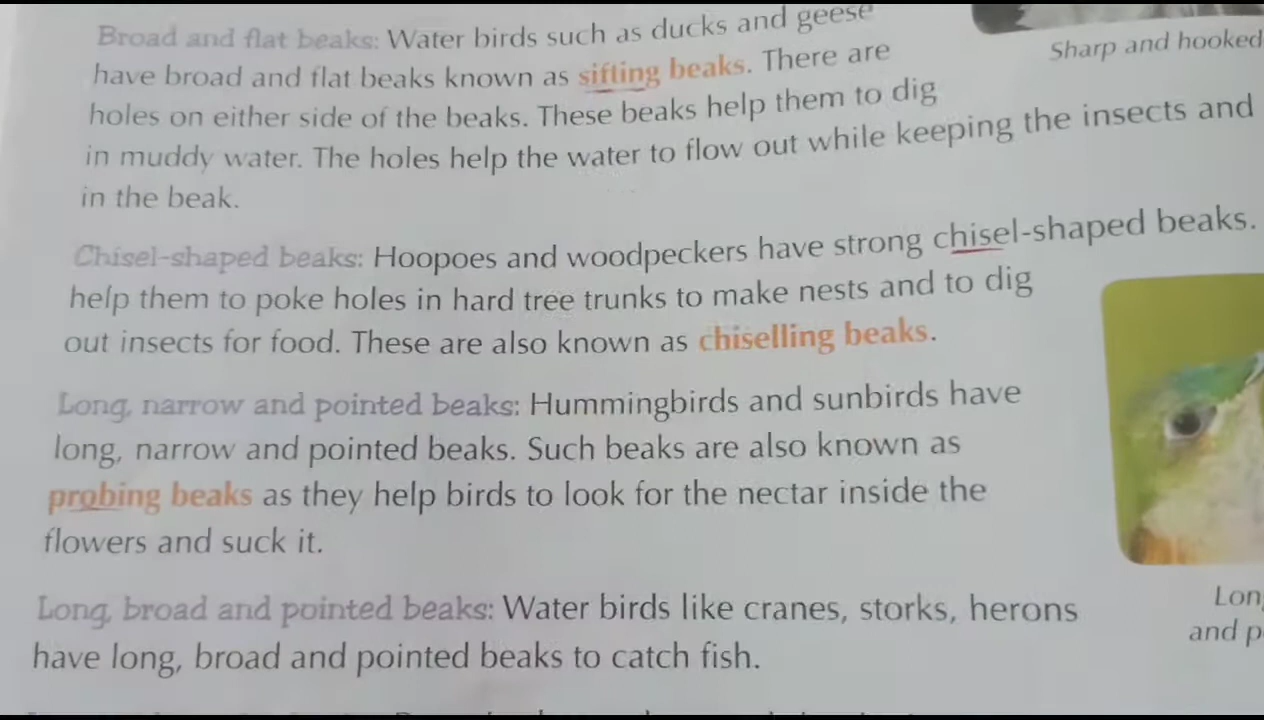 Broad and flat beaks: Water birds such as ducks and geese
have broad and flat beaks known as sifting beaks. There are
Sharp and hooked
holes on either side of the beaks. These beaks help them to dig
in muddy water. The holes help the water to flow out while keeping the insects and
in the beak.
Chisel-shaped beaks: Hoopoes and woodpeckers have strong chisel-shaped beaks.
help them to poke holes in hard tree trunks to make nests and to dig
out insects for food. These are also known as chiselling beaks.
Long, narrow and pointed beaks: Hummingbirds and sunbirds have
long, narrow and pointed beaks. Such beaks are also known as
probing beaks as they help birds to look for the nectar inside the
flowers and suck it.
Long, broad and pointed beaks: Water birds like cranes, storks, herons
have long, broad and pointed beaks to catch fish.
Lon
and p